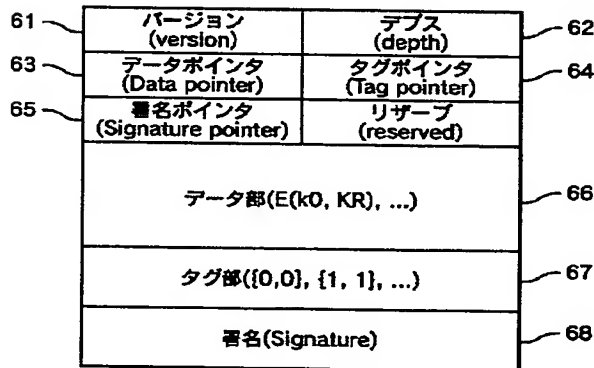 61
バージョン
(version)
デプス
(depth)
62
63
データポインタ
(Data pointer)
タグポインタ
(Tag pointer)
64
65
署名ポインタ
(Signature pointer)
リザーブ
(reserved)
データ部(E(k0, KR), ...)
66
タグ部({0,0}, {1, 1}, ...)
67
署名(Signature)
68